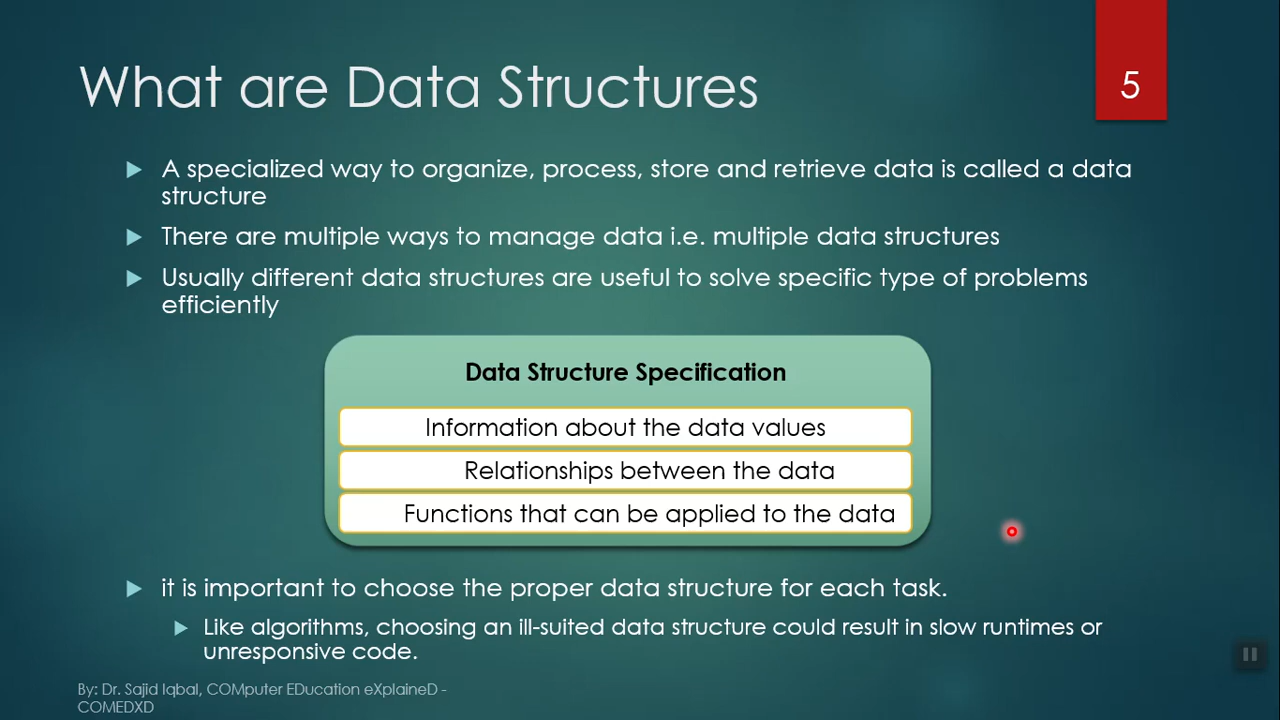 What are Data Structures
5
A specialized way to organize, process, store and retrieve data is called a data
structure
There are multiple ways to manage data i.e. multiple data structures
Usually different data structures are useful to solve specific type of problems
efficiently
Data Structure Specification
Information about the data values
Relationships between the data
Functions that can be applied to the data
it is important to choose the proper data structure for each task.
Like algorithms, choosing an ill-suited data structure could result in slow runtimes or
unresponsive code.
By: Dr. Sajid Iqbal, COMputer EDucation eXplaineD -
COMEDXD